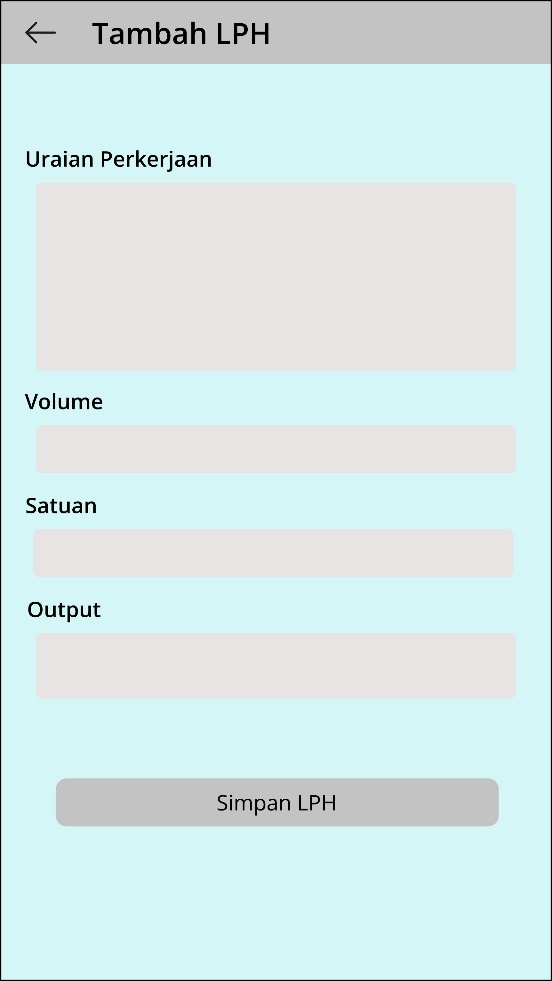 Tambah LPH
Uraian Perkerjaan
Volume
Satuan
Output
Simpan LPH